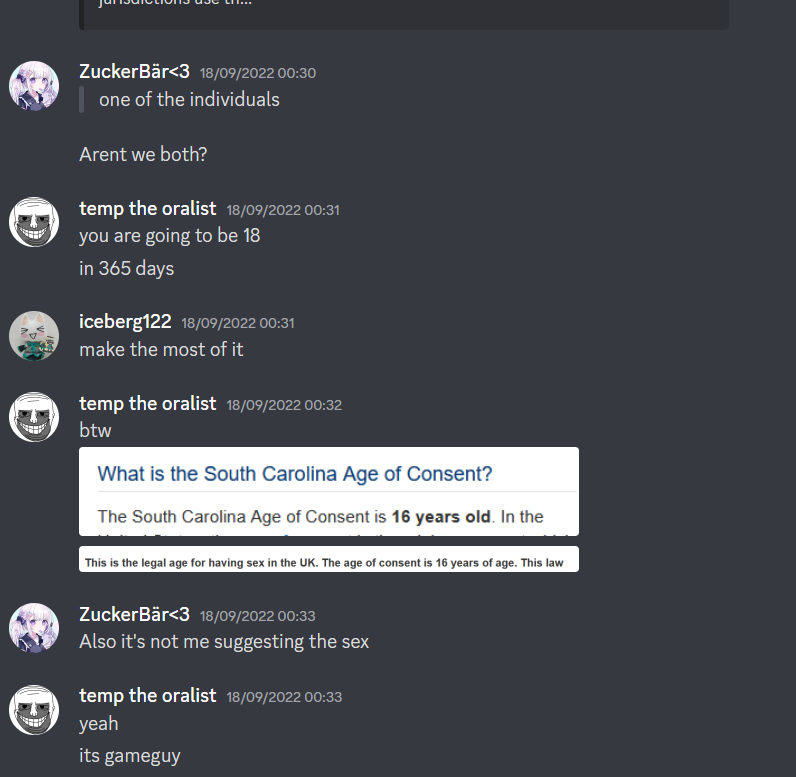 jurisdictions use th...
ZuckerBär<3 18/09/2022 00:30
one of the individuals
Arent we both?
temp the oralist 18/09/2022 00:31
you are going to be 18
in 365 days
iceberg122 18/09/2022 00:31
make the most of it
temp the oralist 18/09/2022 00:32
btw
What is the South Carolina Age of Consent?
The South Carolina Age of Consent is 16 years old. In the
This is the legal age for having sex in the UK. The age of consent is 16 years of age. This law
ZuckerBär<3 18/09/2022 00:33
Also it's not me suggesting the sex
temp the oralist 18/09/2022 00:33
yeah
its gameguy